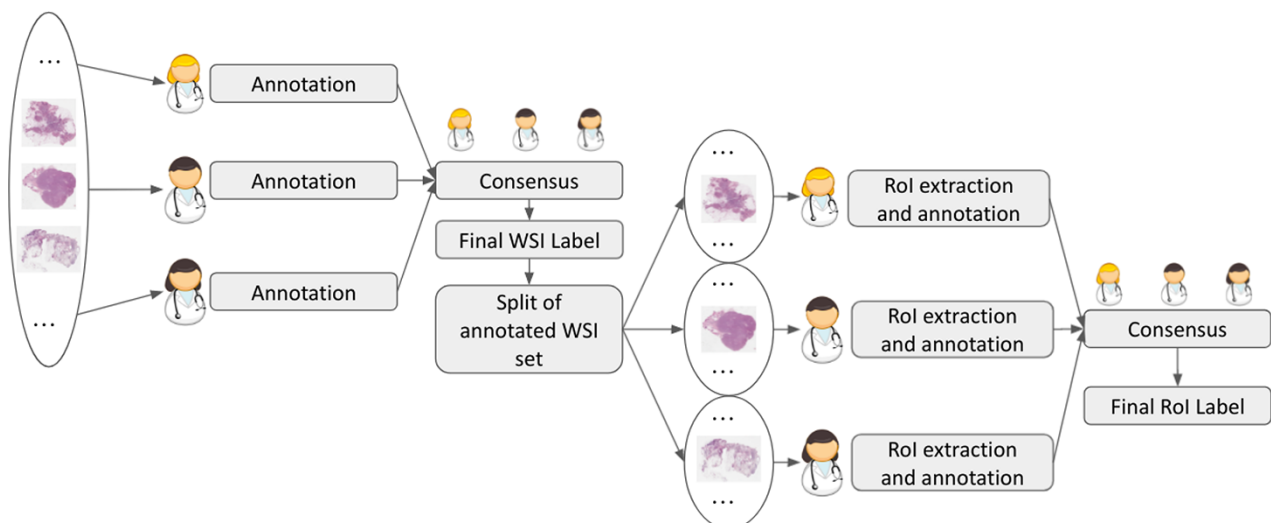 ...
Annotation
Annotation
Annotation
...
Consensus
Final WSI Label
Split of
annotated WSI
set
...
...
...
...
...
...
RoI extraction
and annotation
RoI extraction
and annotation
RoI extraction
and annotation
Consensus
Final RoI Label